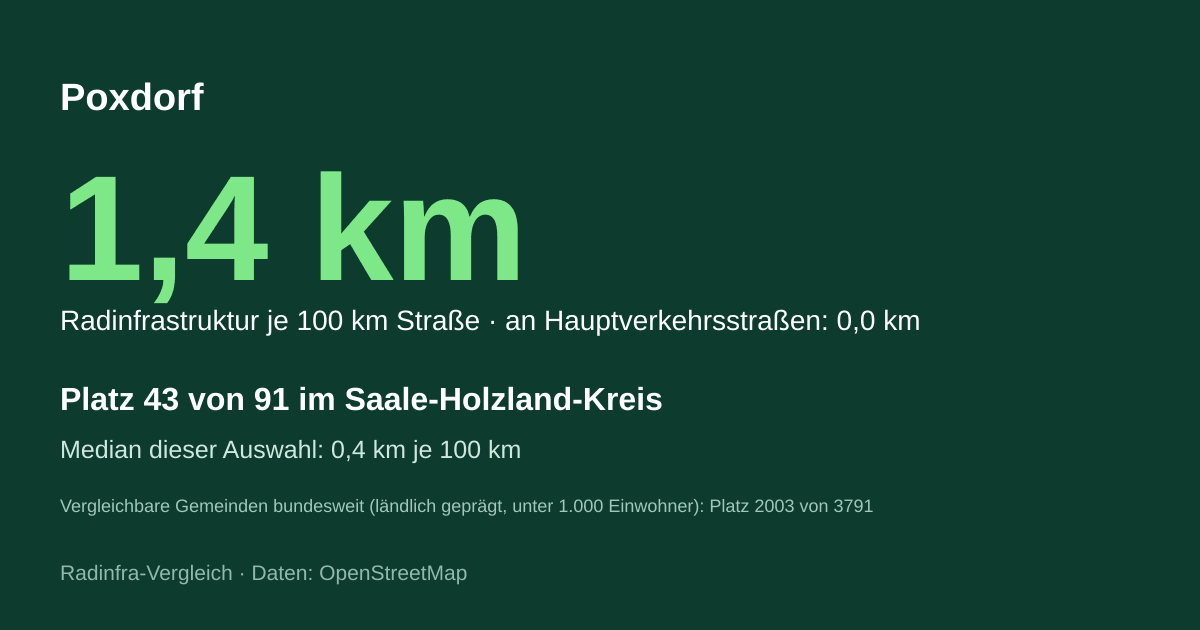 Poxdorf
1,4 km
Radinfrastruktur je 100 km Straße · an Hauptverkehrsstraßen: 0,0 km
Platz 43 von 91 im Saale-Holzland-Kreis
Median dieser Auswahl: 0,4 km je 100 km
Vergleichbare Gemeinden bundesweit (ländlich geprägt, unter 1.000 Einwohner): Platz 2003 von 3791
Radinfra-Vergleich · Daten: OpenStreetMap